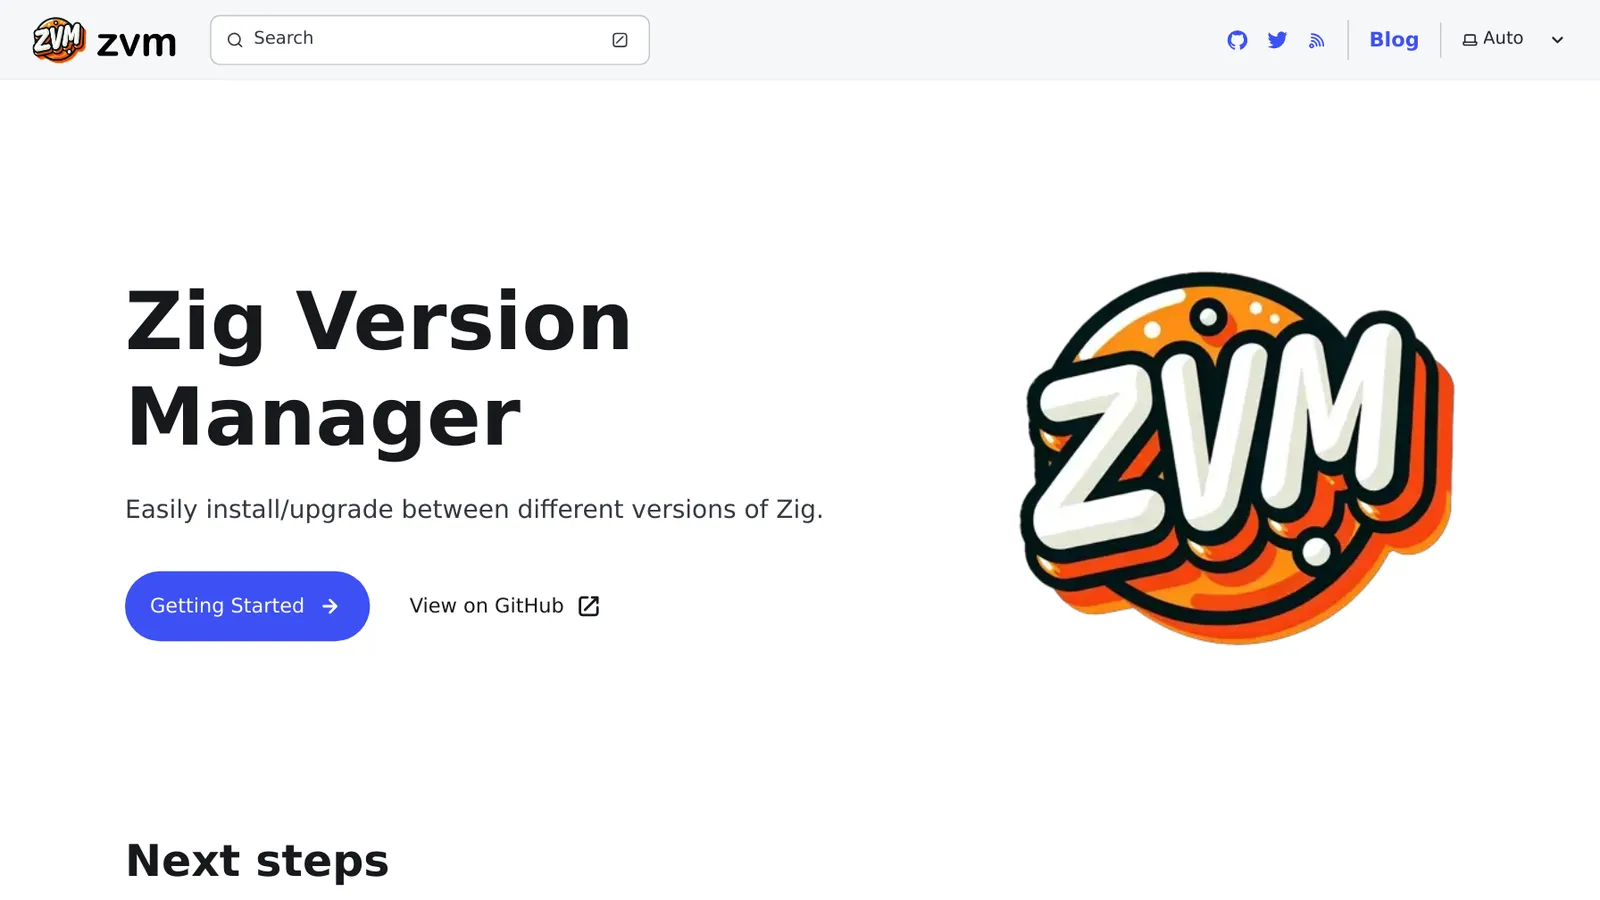 ZVM zvm
Search
Blog
Auto
Zig Version
Manager
Easily install/upgrade between different versions of Zig.
Getting Started
View on GitHub
ZVM
Next steps